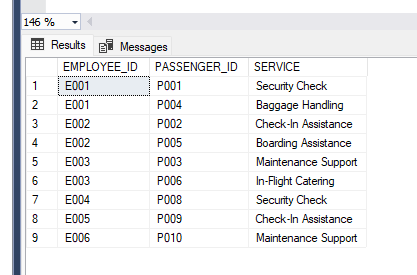 146 %
Results Messages
EMPLOYEE_ID PASSENGER_ID SERVICE
1 E001 P001 Security Check
2 E001 P004 Baggage Handling
3 E002 P002 Check-In Assistance
4 E002 P005 Boarding Assistance
5 E003 P003 Maintenance Support
6 E003 P006 In-Flight Catering
7 E004 P008 Security Check
8 E005 P009 Check-In Assistance
9 E006 P010 Maintenance Support